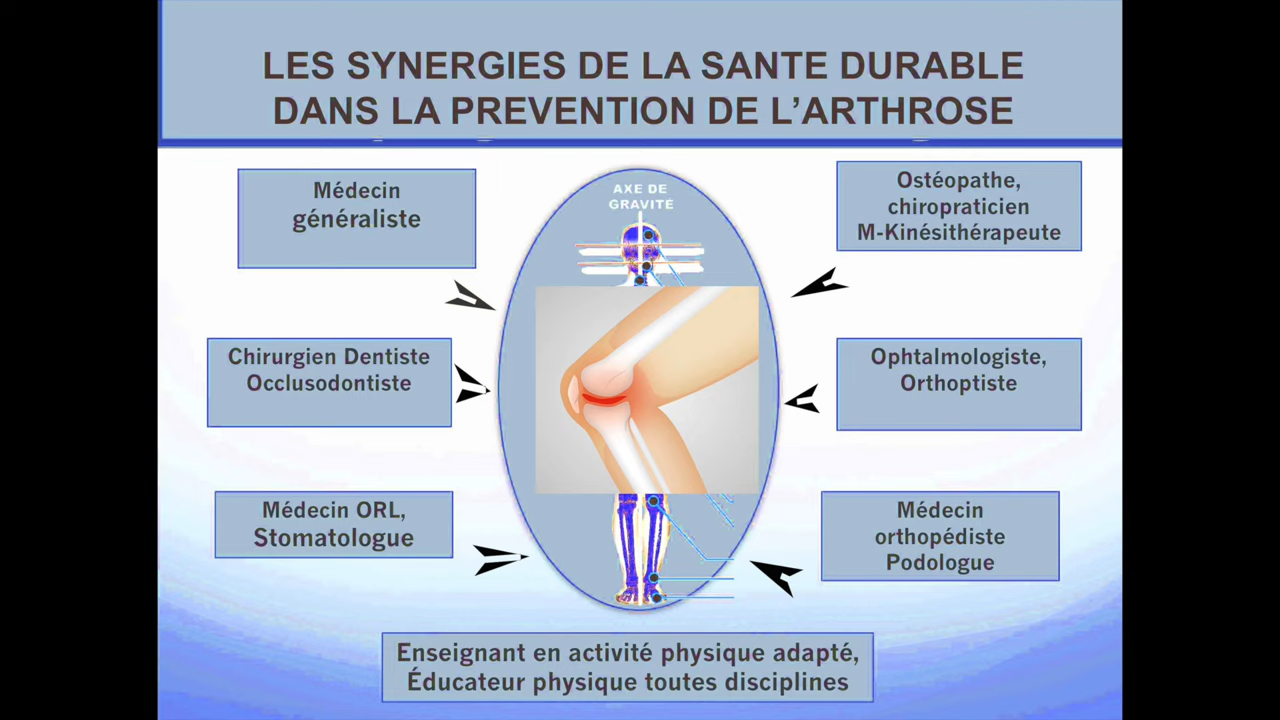 LES SYNERGIES DE LA SANTE DURABLE
DANS LA PREVENTION DE L'ARTHROSE
Médecin
généraliste
Ostéopathe,
chiropraticien
M-Kinésithérapeute
AXE DE
GRAVITÉ
Chirurgien Dentiste
Occlusodontiste
Ophtalmologiste,
Orthoptiste
Médecin ORL,
Stomatologue
Médecin
orthopédiste
Podologue
Enseignant en activité physique adapté,
Éducateur physique toutes disciplines